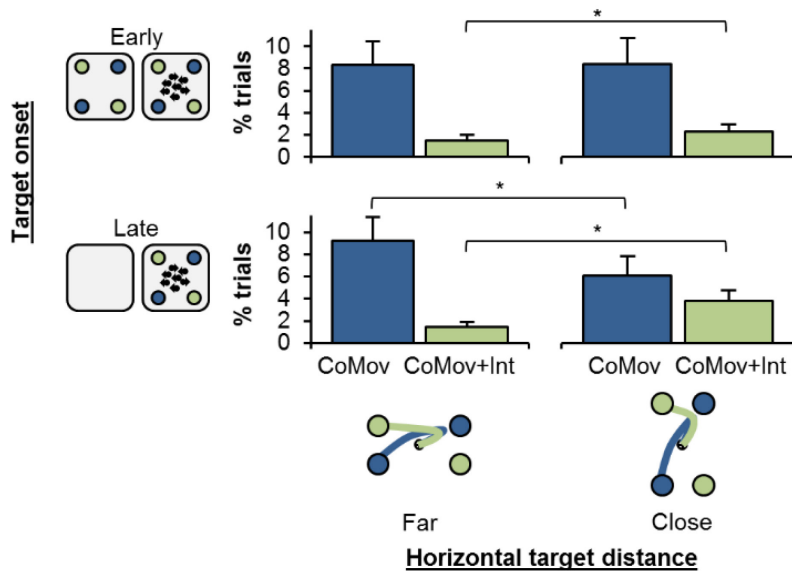 Target onset
Early
% trials
10
8
6
4
2
0
*
Late
% trials
10
8
6
4
2
0
*
*
CoMov CoMov+Int CoMov CoMov+Int
Far Close
Horizontal target distance